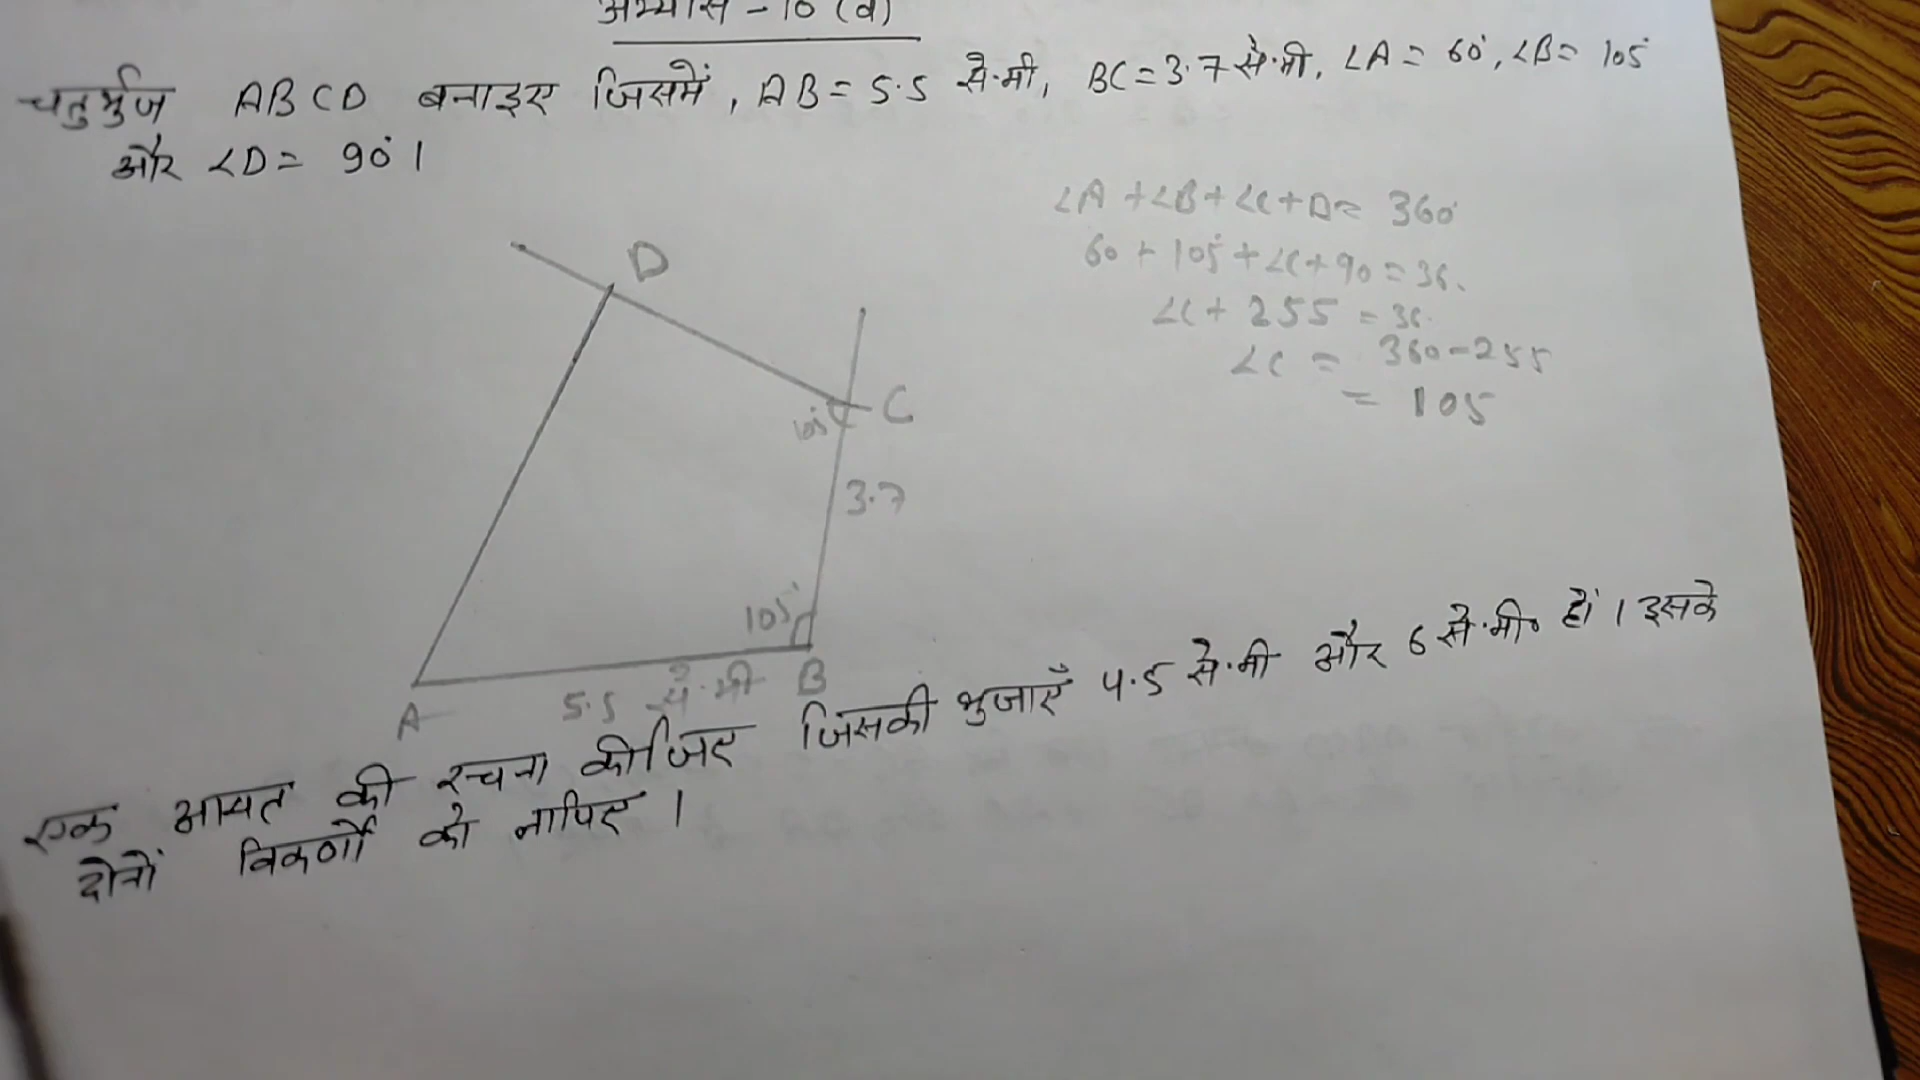 अभ्यास - 10 (व)
चतुर्भुज ABCD बनाइए जिसमें, AB = 5.5 से.मी, BC = 3.7 से.मी, ∠A = 60°, ∠B = 105°
और ∠D = 90° ।
∠A + ∠B + ∠C + D = 360°
60 + 105° + ∠C + 90 = 36.
∠C + 255 = 36.
∠C = 360 - 255
= 105
D
C
105°
3.7
105°
A
5.5 से.मी
B
एक आयत की रचना कीजिए जिसकी भुजाएँ 4.5 से.मी और 6 से.मी० हों । इसके
दोनों विकर्णों को नापिए ।